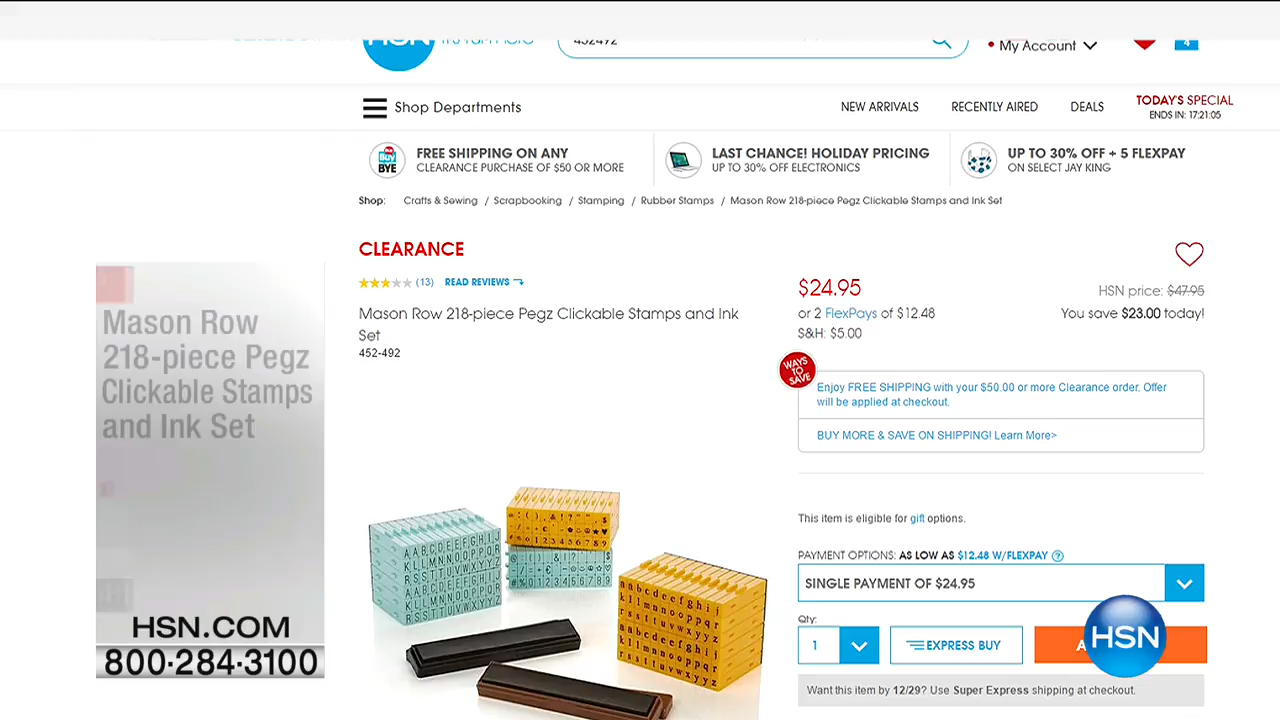 HSN
452492
My Account
4
Shop Departments
NEW ARRIVALS
RECENTLY AIRED
DEALS
TODAY'S SPECIAL
ENDS IN: 17:21:05
Buy
BYE
FREE SHIPPING ON ANY
CLEARANCE PURCHASE OF $50 OR MORE
LAST CHANCE! HOLIDAY PRICING
UP TO 30% OFF ELECTRONICS
UP TO 30% OFF + 5 FLEXPAY
ON SELECT JAY KING
Shop: Crafts & Sewing / Scrapbooking / Stamping / Rubber Stamps / Mason Row 218-piece Pegz Clickable Stamps and Ink Set
CLEARANCE
(13) READ REVIEWS
Mason Row 218-piece Pegz Clickable Stamps and Ink
Set
452-492
$24.95
HSN price: $47.95
or 2 FlexPays of $12.48
You save $23.00 today!
S&H: $5.00
WAYS
TO
SAVE
Enjoy FREE SHIPPING with your $50.00 or more Clearance order. Offer
will be applied at checkout.
BUY MORE & SAVE ON SHIPPING! Learn More>
This item is eligible for gift options.
PAYMENT OPTIONS: AS LOW AS $12.48 W/FLEXPAY ?
SINGLE PAYMENT OF $24.95
Qty:
1
EXPRESS BUY
A
HSN
Want this item by 12/29? Use Super Express shipping at checkout.
Mason Row
218-piece Pegz
Clickable Stamps
and Ink Set
HSN.COM
800·284·3100